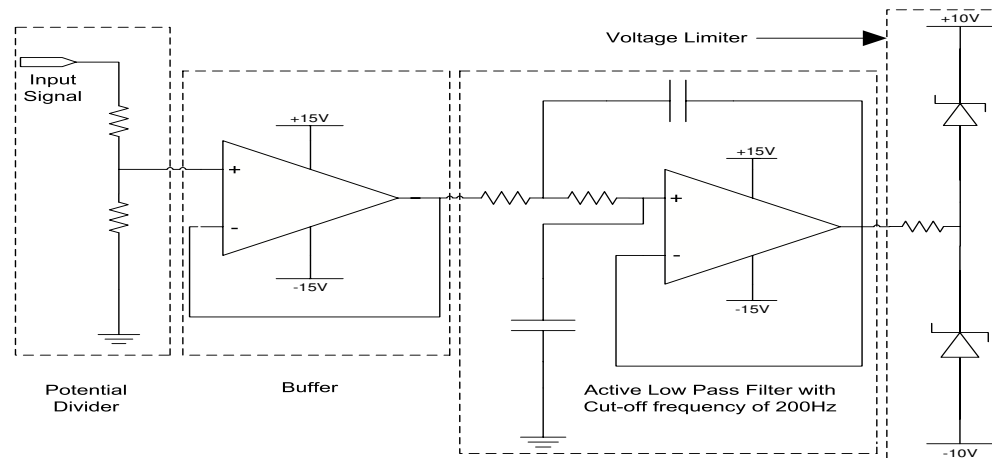 +10V
Voltage Limiter
Input
Signal
+15V
+
-
-15V
+15V
+
-
-15V
Potential
Divider
Buffer
Active Low Pass Filter with
Cut-off frequency of 200Hz
-10V